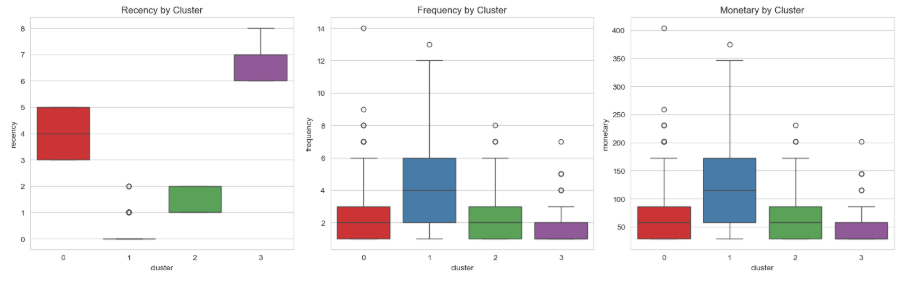 Recency by Cluster
recency
8
7
6
5
4
3
2
1
0
0 1 2 3
cluster
Frequency by Cluster
frequency
14
12
10
8
6
4
2
0 1 2 3
cluster
Monetary by Cluster
monetary
400
350
300
250
200
150
100
50
0 1 2 3
cluster